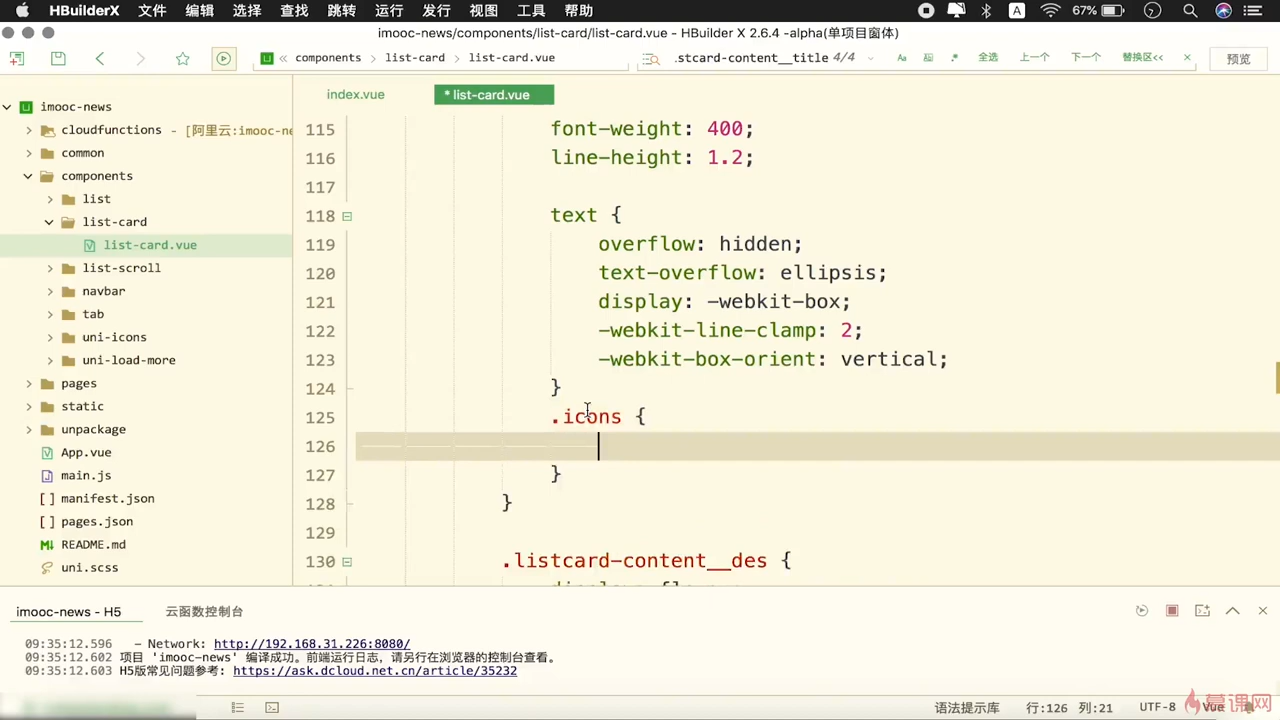 HBuilderX 文件 编辑 选择 查找 跳转 运行 发行 视图 工具 帮助 A 67%
imooc-news/components/list-card/list-card.vue - HBuilder X 2.6.4 -alpha(单项目窗体)
components list-card list-card.vue .stcard-content__title 4/4 Aa 全选 上一个 下一个 替换区<< 预览
index.vue * list-card.vue
imooc-news
cloudfunctions - [阿里云:imooc-ne
common
components
list
list-card
list-card.vue
list-scroll
navbar
tab
uni-icons
uni-load-more
pages
static
unpackage
App.vue
main.js
manifest.json
pages.json
README.md
uni.scss
115 font-weight: 400;
116 line-height: 1.2;
117
118 text {
119 overflow: hidden;
120 text-overflow: ellipsis;
121 display: -webkit-box;
122 -webkit-line-clamp: 2;
123 -webkit-box-orient: vertical;
124 }
125 .icons {
126
127 }
128 }
129
130 .listcard-content__des {
imooc-news - H5 云函数控制台
09:35:12.596 - Network: http://192.168.31.226:8080/
09:35:12.602 项目 'imooc-news' 编译成功。前端运行日志，请另行在浏览器的控制台查看。
09:35:12.603 H5版常见问题参考: https://ask.dcloud.net.cn/article/35232
语法提示库 行:126 列:21 UTF-8 Vue
慕课网